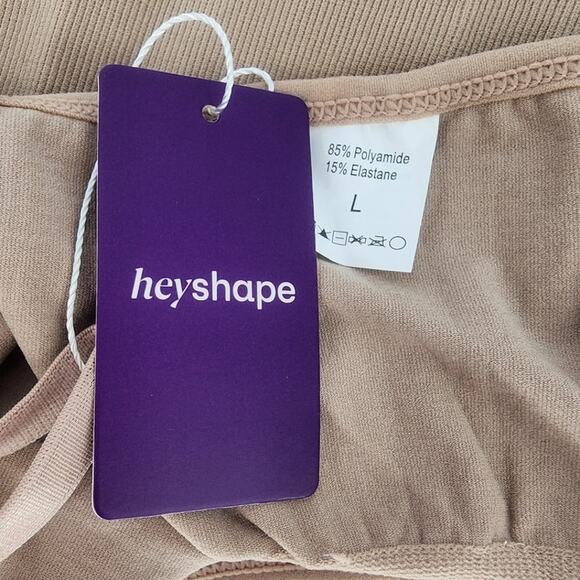 heyshape
85% Polyamide
15% Elastane
L